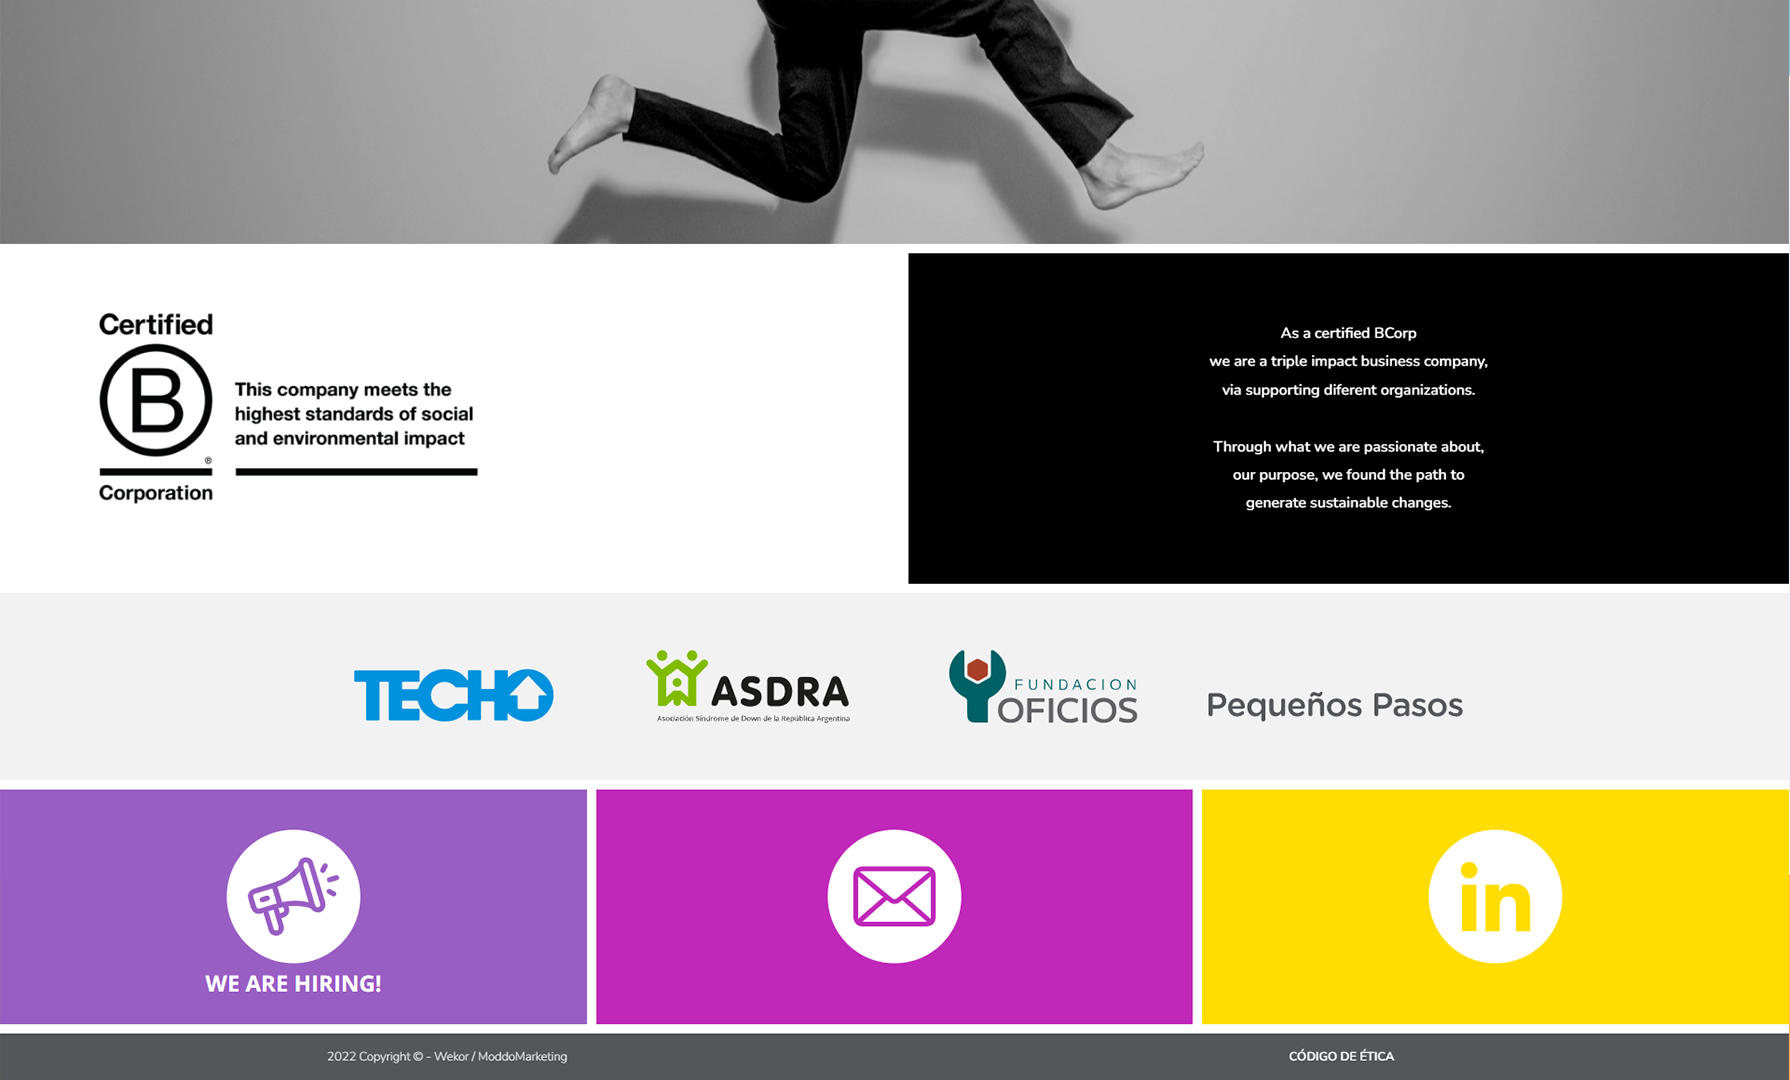 Certified
B
®
Corporation
This company meets the
highest standards of social
and environmental impact
As a certified BCorp
we are a triple impact business company,
via supporting diferent organizations.
Through what we are passionate about,
our purpose, we found the path to
generate sustainable changes.
TECHO
ASDRA
Asociación Síndrome de Down de la República Argentina
FUNDACION
OFICIOS
Pequeños Pasos
in
WE ARE HIRING!
2022 Copyright © - Wekor / ModdoMarketing
CÓDIGO DE ÉTICA